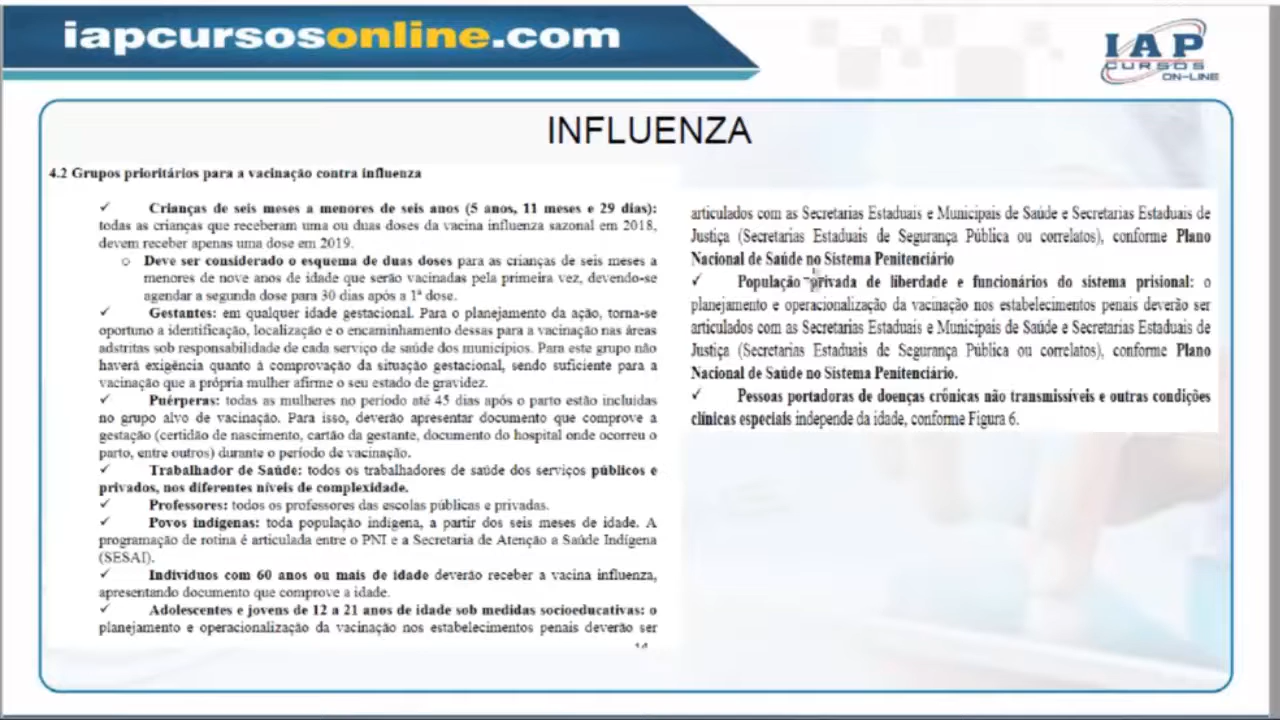 iapcursosonline.com
IAP
CURSOS
ON-LINE
INFLUENZA
4.2 Grupos prioritários para a vacinação contra influenza
✓ Crianças de seis meses a menores de seis anos (5 anos, 11 meses e 29 dias):
todas as crianças que receberam uma ou duas doses da vacina influenza sazonal em 2018,
devem receber apenas uma dose em 2019.
o Deve ser considerado o esquema de duas doses para as crianças de seis meses a
menores de nove anos de idade que serão vacinadas pela primeira vez, devendo-se
agendar a segunda dose para 30 dias após a 1ª dose.
✓ Gestantes: em qualquer idade gestacional. Para o planejamento da ação, torna-se
oportuno a identificação, localização e o encaminhamento dessas para a vacinação nas áreas
adstritas sob responsabilidade de cada serviço de saúde dos municípios. Para este grupo não
haverá exigência quanto à comprovação da situação gestacional, sendo suficiente para a
vacinação que a própria mulher afirme o seu estado de gravidez.
✓ Puérperas: todas as mulheres no período até 45 dias após o parto estão incluídas
no grupo alvo de vacinação. Para isso, deverão apresentar documento que comprove a
gestação (certidão de nascimento, cartão da gestante, documento do hospital onde ocorreu o
parto, entre outros) durante o período de vacinação.
✓ Trabalhador de Saúde: todos os trabalhadores de saúde dos serviços públicos e
privados, nos diferentes níveis de complexidade.
✓ Professores: todos os professores das escolas públicas e privadas.
✓ Povos indígenas: toda população indígena, a partir dos seis meses de idade. A
programação de rotina é articulada entre o PNI e a Secretaria de Atenção a Saúde Indígena
(SESAI).
✓ Indivíduos com 60 anos ou mais de idade deverão receber a vacina influenza,
apresentando documento que comprove a idade.
✓ Adolescentes e jovens de 12 a 21 anos de idade sob medidas socioeducativas: o
planejamento e operacionalização da vacinação nos estabelecimentos penais deverão ser
articulados com as Secretarias Estaduais e Municipais de Saúde e Secretarias Estaduais de
Justiça (Secretarias Estaduais de Segurança Pública ou correlatos), conforme Plano
Nacional de Saúde no Sistema Penitenciário
✓ População privada de liberdade e funcionários do sistema prisional: o
planejamento e operacionalização da vacinação nos estabelecimentos penais deverão ser
articulados com as Secretarias Estaduais e Municipais de Saúde e Secretarias Estaduais de
Justiça (Secretarias Estaduais de Segurança Pública ou correlatos), conforme Plano
Nacional de Saúde no Sistema Penitenciário.
✓ Pessoas portadoras de doenças crônicas não transmissíveis e outras condições
clínicas especiais independe da idade, conforme Figura 6.